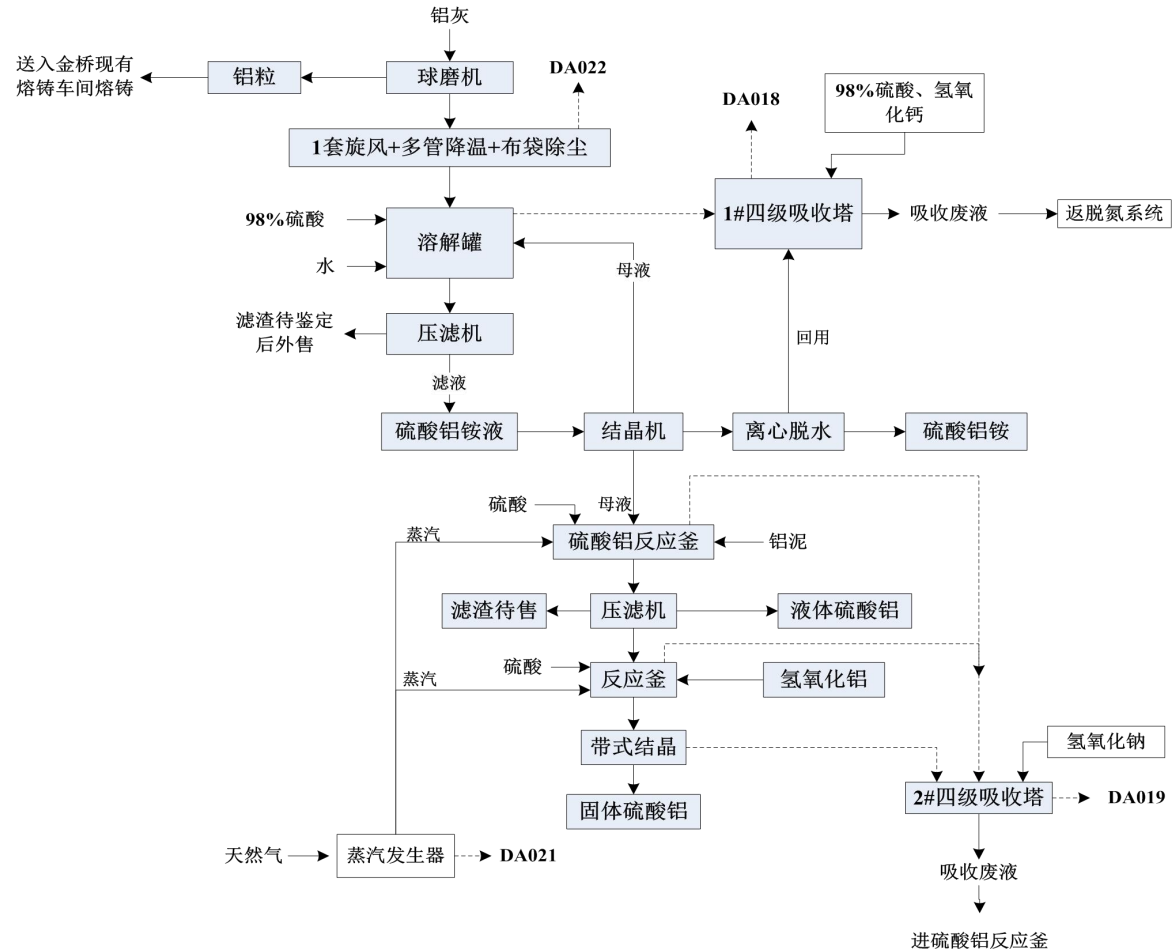 铝灰
送入金桥现有
熔铸车间熔铸
铝粒
球磨机
DA022
DA018
98%硫酸、氢氧
化钙
1套旋风+多管降温+布袋除尘
98%硫酸
水
溶解罐
1#四级吸收塔
吸收废液
返脱氮系统
母液
滤渣待鉴定
后外售
压滤机
回用
滤液
硫酸铝铵液
结晶机
离心脱水
硫酸铝铵
硫酸
母液
蒸汽
硫酸铝反应釜
铝泥
滤渣待售
压滤机
液体硫酸铝
硫酸
蒸汽
反应釜
氢氧化铝
带式结晶
氢氧化钠
固体硫酸铝
2#四级吸收塔
DA019
天然气
蒸汽发生器
DA021
吸收废液
进硫酸铝反应釜